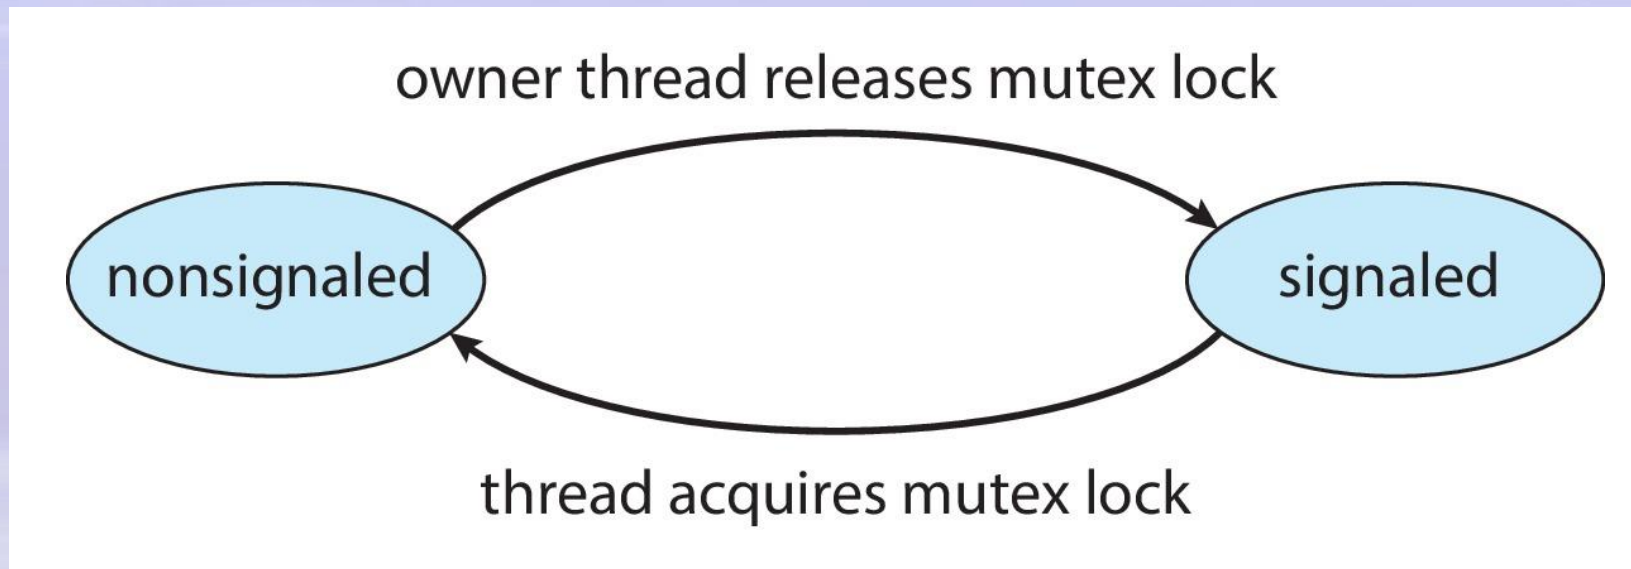 owner thread releases mutex lock
nonsignaled
signaled
thread acquires mutex lock